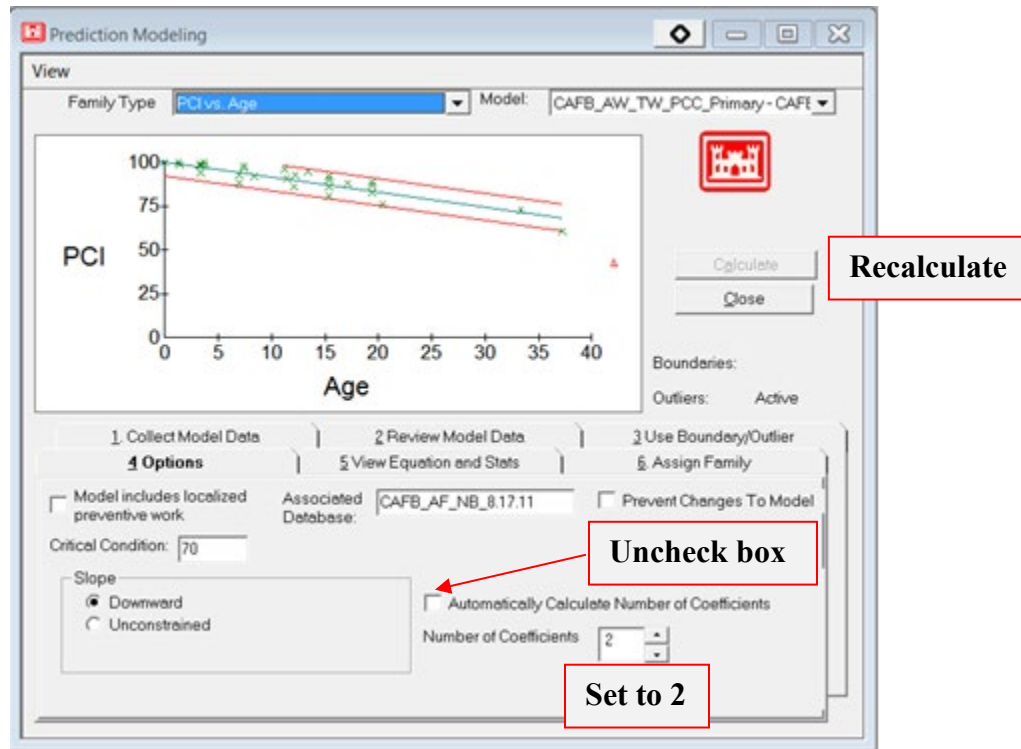 Prediction Modeling
View
Family Type PCI vs. Age Model: CAFB_AW_TW_PCC_Primary - CAFE
100
75
PCI 50
25
0
0 5 10 15 20 25 30 35 40
Age
Calculate
Recalculate
Close
Boundaries:
Outliers: Active
1. Collect Model Data 2 Review Model Data 3 Use Boundary/Outlier
4 Options 5 View Equation and Stats 6. Assign Family
Model includes localized preventive work
Associated Database: CAFB_AF_NB_8.17.11
Prevent Changes To Model
Critical Condition: 70
Uncheck box
Slope
Downward
Unconstrained
Automatically Calculate Number of Coefficients
Number of Coefficients 2
Set to 2